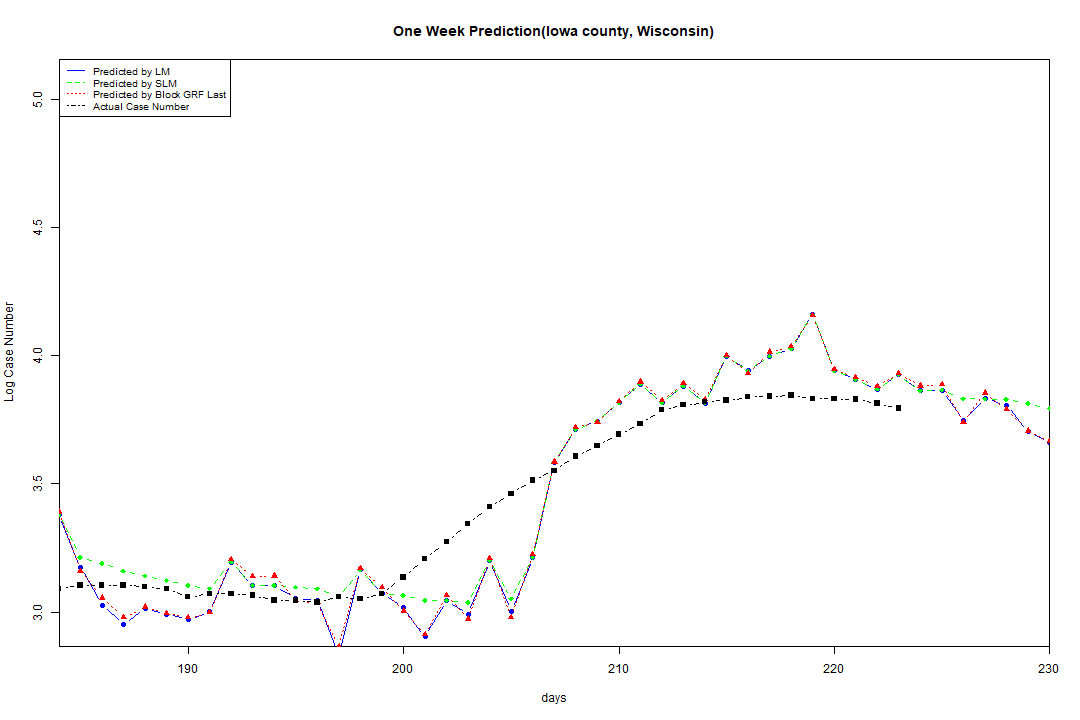 One Week Prediction(Iowa county, Wisconsin)
Predicted by LM
Predicted by SLM
Predicted by Block GRF Last
Actual Case Number
5.0
4.5
4.0
3.5
3.0
Log Case Number
190 200 210 220 230
days